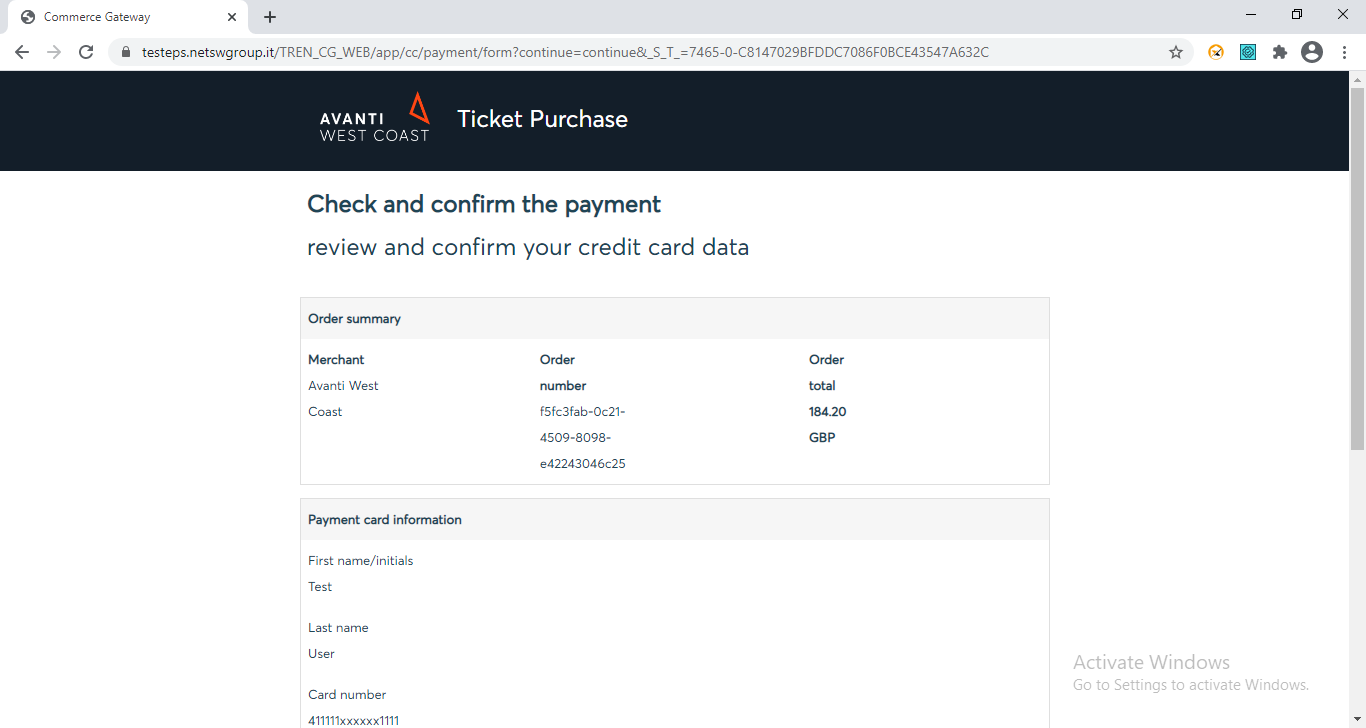 Commerce Gateway
testeps.netswgroup.it/TREN_CG_WEB/app/cc/payment/form?continue=continue&_S_T_=7465-0-C8147029BFDDC7086F0BCE43547A632C
AVANTI
WEST COAST
Ticket Purchase
Check and confirm the payment
review and confirm your credit card data
Order summary
Merchant
Avanti West
Coast
Order
number
f5fc3fab-0c21-
4509-8098-
e42243046c25
Order
total
184.20
GBP
Payment card information
First name/initials
Test
Last name
User
Card number
411111xxxxxx1111
Activate Windows
Go to Settings to activate Windows.